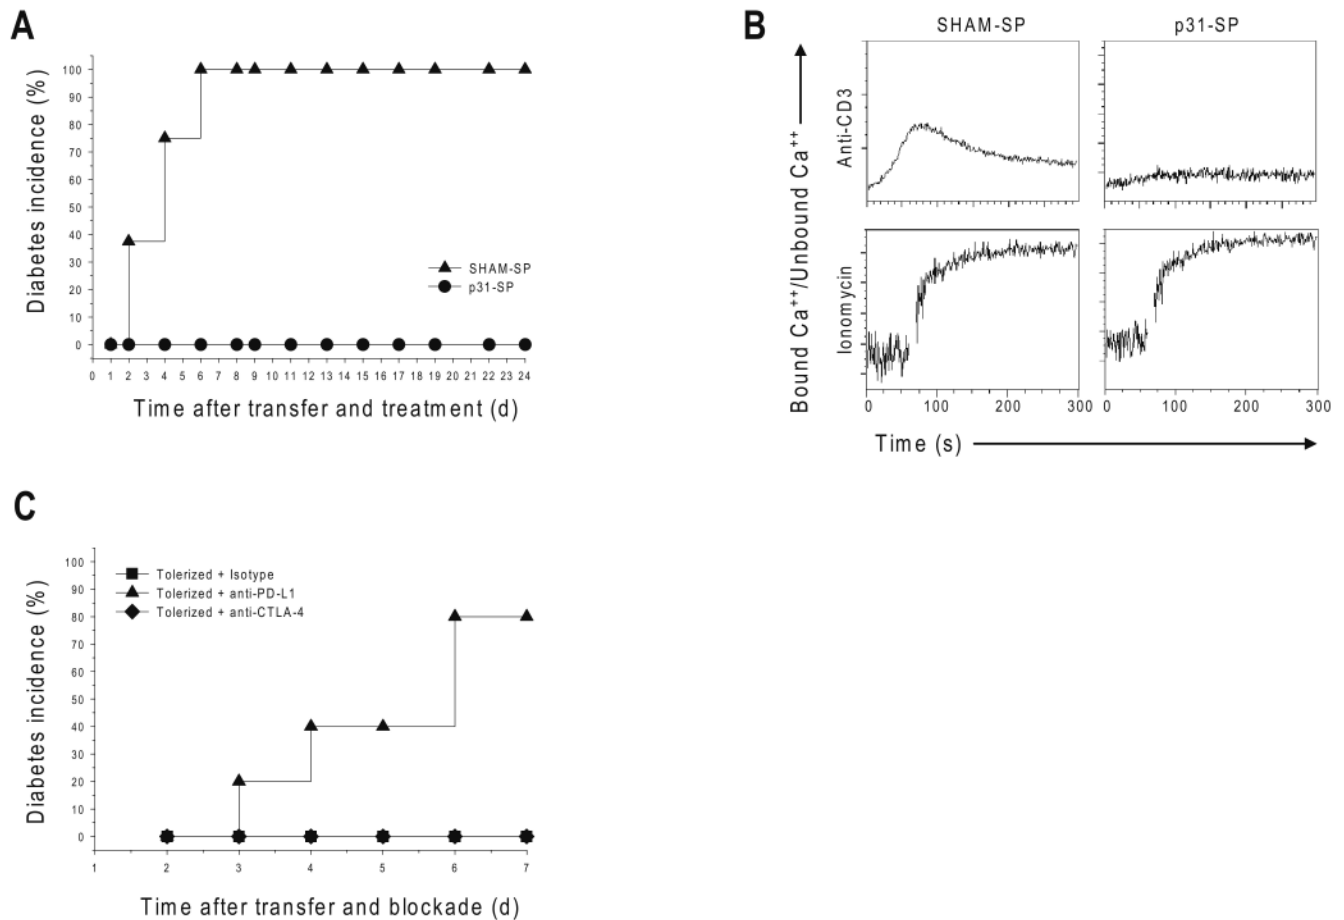 A
Diabetes incidence (%)
100
90
80
70
60
50
40
30
20
10
0
SHAM-SP
p31-SP
0 1 2 3 4 5 6 7 8 9 10 11 12 13 14 15 16 17 18 19 20 21 22 23 24
Time after transfer and treatment (d)
B
SHAM-SP p31-SP
Bound Ca++/Unbound Ca++
Anti-CD3
Ionomycin
0 100 200 300 0 100 200 300
Time (s)
C
Diabetes incidence (%)
100
90
80
70
60
50
40
30
20
10
0
Tolerized + Isotype
Tolerized + anti-PD-L1
Tolerized + anti-CTLA-4
1 2 3 4 5 6 7
Time after transfer and blockade (d)